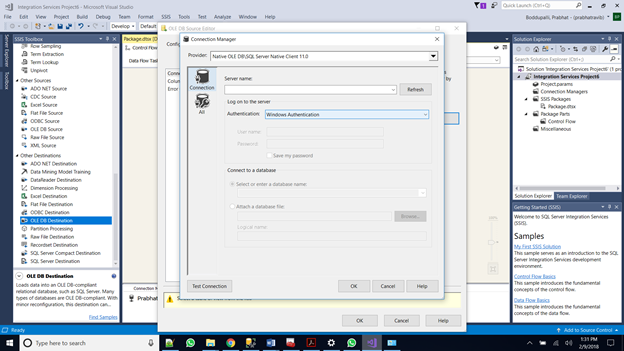 Integration Services Project6 - Microsoft Visual Studio
Quick Launch (Ctrl+Q)
File Edit View Project Build Debug Team Format SSIS Tools Test Analyze Window Help
Boddupalli, Prabhat
Develop
Default
SSIS Toolbox
Row Sampling
Term Extraction
Term Lookup
Unpivot
Other Sources
ADO NET Source
CDC Source
Excel Source
Flat File Source
ODBC Source
OLE DB Source
Raw File Source
XML Source
Other Destinations
ADO NET Destination
Data Mining Model Training
DataReader Destination
Dimension Processing
Excel Destination
Flat File Destination
ODBC Destination
OLE DB Destination
Partition Processing
Raw File Destination
Recordset Destination
SQL Server Compact Destination
SQL Server Destination
OLE DB Destination
Loads data into an OLE DB-compliant
relational database, such as SQL Server. Many
types of databases are OLE DB-compliant. With
minor reconfiguration, this destination can...
Find Samples
Server Explorer
Toolbox
Package.dtsx
Control Flow
Data Flow Task
OLE DB Source Editor
OK
Cancel
Help
Connection Manager
Provider:
Native OLE DB\SQL Server Native Client 11.0
Connection
All
Server name:
Refresh
Log on to the server
Authentication:
Windows Authentication
User name:
Password:
Save my password
Connect to a database
Select or enter a database name:
Attach a database file:
Browse...
Logical name:
Test Connection
OK
Cancel
Help
Solution Explorer
Search Solution Explorer (Ctrl+;)
Solution 'Integration Services Project6'
Integration Services Project6
Project.params
Connection Managers
SSIS Packages
Package.dtsx
Package Parts
Control Flow
Miscellaneous
Solution Explorer
Team Explorer
Getting Started (SSIS)
Welcome to SQL Server Integration Services
(SSIS).
Samples
My First SSIS Solution
This sample serves as an introduction to the
SQL Server Integration Services development
environment.
Control Flow Basics
This sample introduces the fundamental
concepts of the control flow.
Data Flow Basics
This sample introduces the fundamental
concepts of the data flow.
Ready
Add to Source Control
Type here to search
1:31 PM
2/9/2018